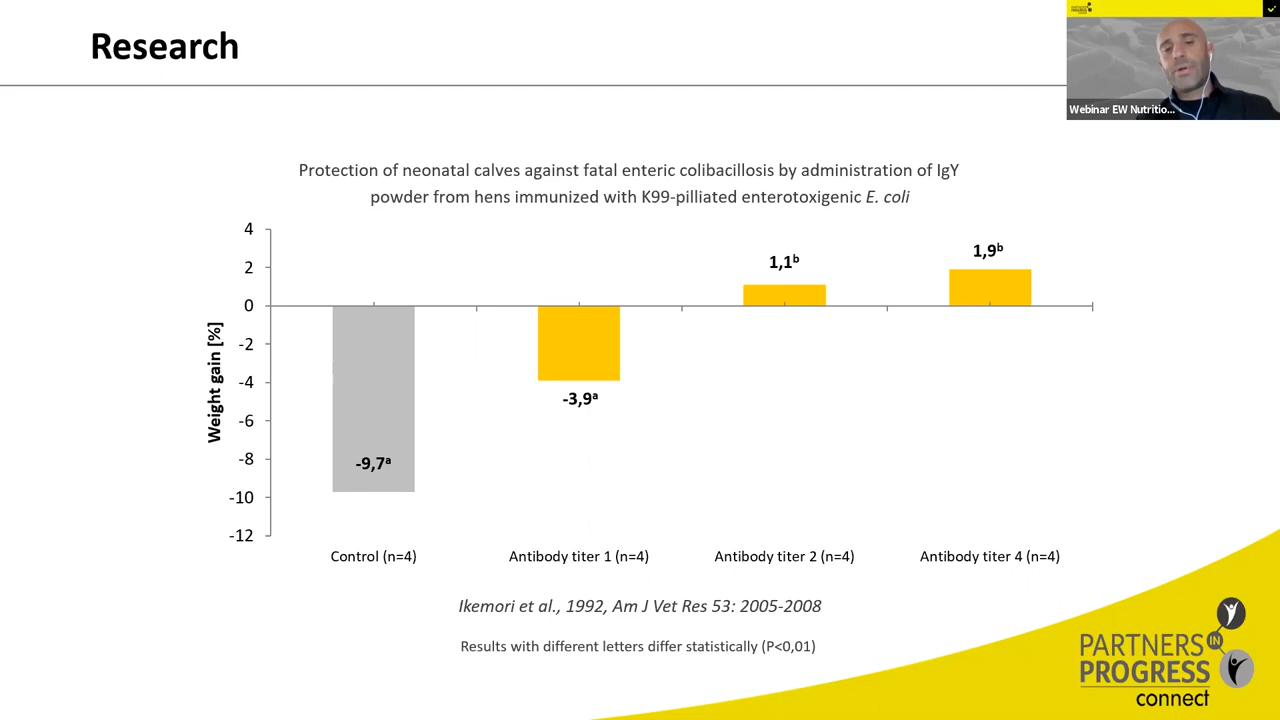 Research
Webinar EW Nutritio...
Protection of neonatal calves against fatal enteric colibacillosis by administration of IgY
powder from hens immunized with K99-pilliated enterotoxigenic E. coli
4
2
0
-2
-4
-6
-8
-10
-12
Weight gain [%]
-9,7ᵃ
-3,9ᵃ
1,1ᵇ
1,9ᵇ
Control (n=4)
Antibody titer 1 (n=4)
Antibody titer 2 (n=4)
Antibody titer 4 (n=4)
Ikemori et al., 1992, Am J Vet Res 53: 2005-2008
Results with different letters differ statistically (P<0,01)
PARTNERS IN
PROGRESS
connect